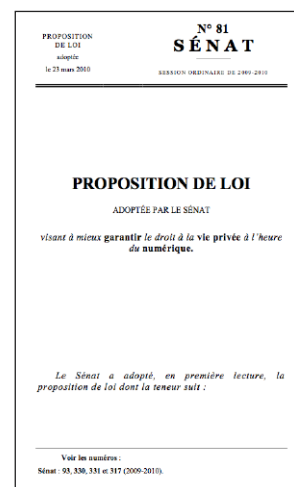 PROPOSITION
DE LOI
adoptée
le 23 mars 2010
N° 81
SÉNAT
SESSION ORDINAIRE DE 2009-2010
PROPOSITION DE LOI
ADOPTÉE PAR LE SÉNAT
visant à mieux garantir le droit à la vie privée à l'heure
du numérique.
Le Sénat a adopté, en première lecture, la
proposition de loi dont la teneur suit :
Voir les numéros :
Sénat : 93, 330, 331 et 317 (2009-2010).